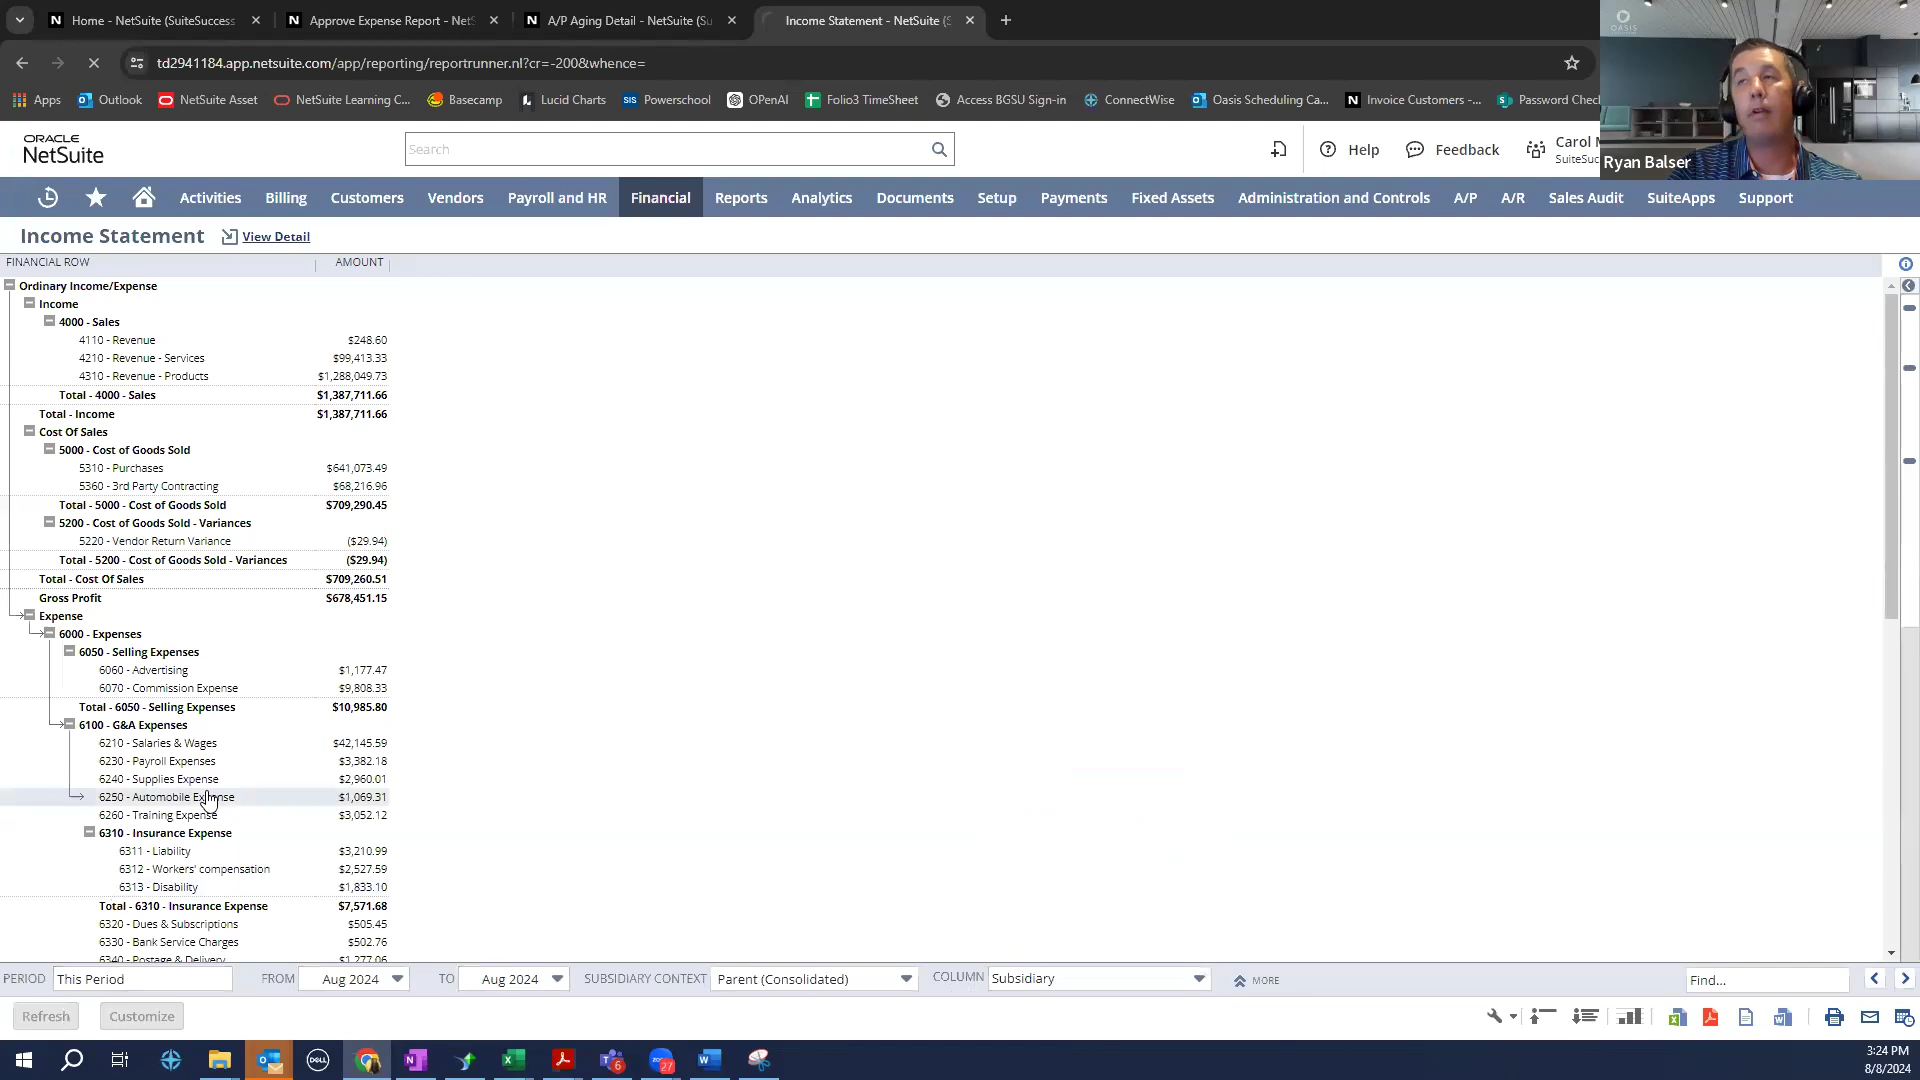 Home - NetSuite (SuiteSuccess
Approve Expense Report - Net
A/P Aging Detail - NetSuite (Su
Income Statement - NetSuite (S
td2941184.app.netsuite.com/app/reporting/reportrunner.nl?cr=-200&whence=
Apps
Outlook
NetSuite Asset
NetSuite Learning C...
Basecamp
Lucid Charts
SIS Powerschool
OPenAI
Folio3 TimeSheet
Access BGSU Sign-in
ConnectWise
Oasis Scheduling Ca...
Invoice Customers -...
Password Chec
OASIS
Ryan Balser
ORACLE
NetSuite
Search
Help
Feedback
Carol M
SuiteSuc
Activities Billing Customers Vendors Payroll and HR Financial Reports Analytics Documents Setup Payments Fixed Assets Administration and Controls A/P A/R Sales Audit SuiteApps Support
Income Statement View Detail
FINANCIAL ROW AMOUNT
Ordinary Income/Expense
Income
4000 - Sales
4110 - Revenue $248.60
4210 - Revenue - Services $99,413.33
4310 - Revenue - Products $1,288,049.73
Total - 4000 - Sales $1,387,711.66
Total - Income $1,387,711.66
Cost Of Sales
5000 - Cost of Goods Sold
5310 - Purchases $641,073.49
5360 - 3rd Party Contracting $68,216.96
Total - 5000 - Cost of Goods Sold $709,290.45
5200 - Cost of Goods Sold - Variances
5220 - Vendor Return Variance ($29.94)
Total - 5200 - Cost of Goods Sold - Variances ($29.94)
Total - Cost Of Sales $709,260.51
Gross Profit $678,451.15
Expense
6000 - Expenses
6050 - Selling Expenses
6060 - Advertising $1,177.47
6070 - Commission Expense $9,808.33
Total - 6050 - Selling Expenses $10,985.80
6100 - G&A Expenses
6210 - Salaries & Wages $42,145.59
6230 - Payroll Expenses $3,382.18
6240 - Supplies Expense $2,960.01
6250 - Automobile Expense $1,069.31
6260 - Training Expense $3,052.12
6310 - Insurance Expense
6311 - Liability $3,210.99
6312 - Workers' compensation $2,527.59
6313 - Disability $1,833.10
Total - 6310 - Insurance Expense $7,571.68
6320 - Dues & Subscriptions $505.45
6330 - Bank Service Charges $502.76
6340 - Postage & Delivery $1,277.06
PERIOD This Period FROM Aug 2024 TO Aug 2024 SUBSIDIARY CONTEXT Parent (Consolidated) COLUMN Subsidiary MORE Find...
Refresh Customize
DELL
6
27
3:24 PM
8/8/2024